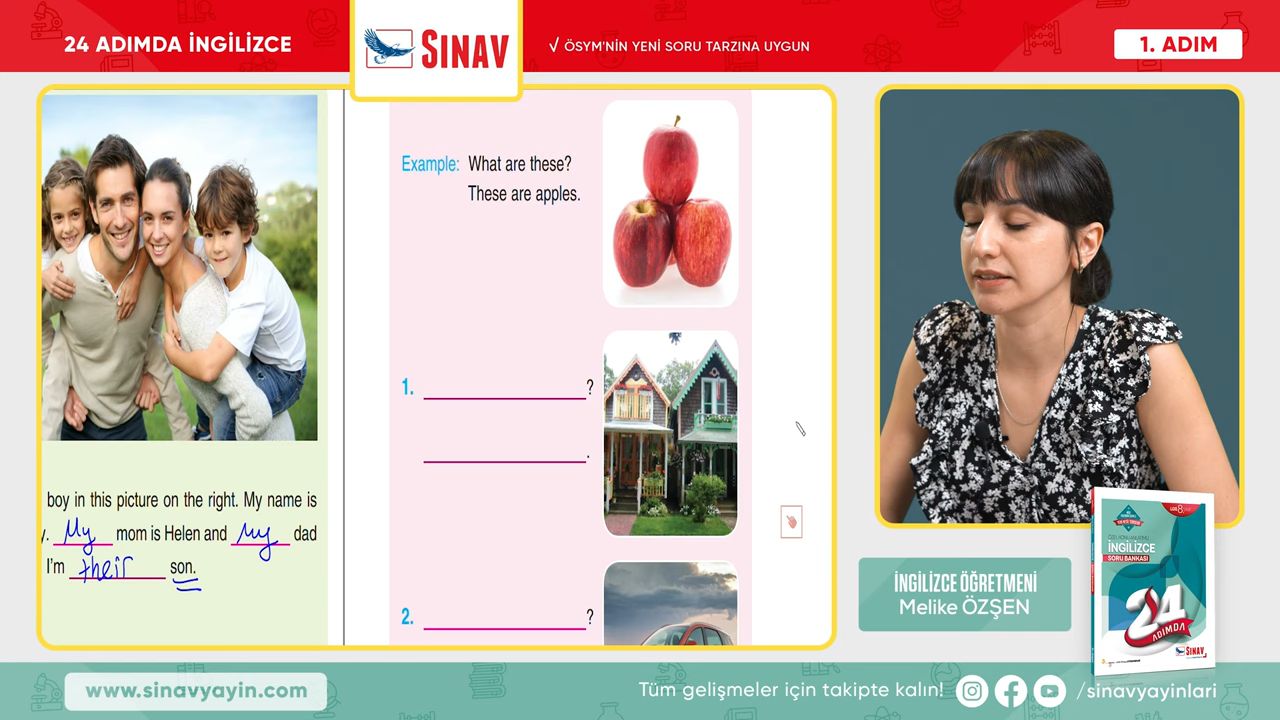 24 ADIMDA İNGİLİZCE
SINAV
√ ÖSYM'NİN YENİ SORU TARZINA UYGUN
1. ADIM
Example: What are these?
These are apples.
1. ?
.
2. ?
boy in this picture on the right. My name is
y. My mom is Helen and my dad
I'm their son.
İNGİLİZCE ÖĞRETMENİ
Melike ÖZŞEN
LGS 8
İNGİLİZCE
SORU BANKASI
24
ADIMDA
SINAV
www.sinavyayin.com
Tüm gelişmeler için takipte kalın!
/sinavyayinlari